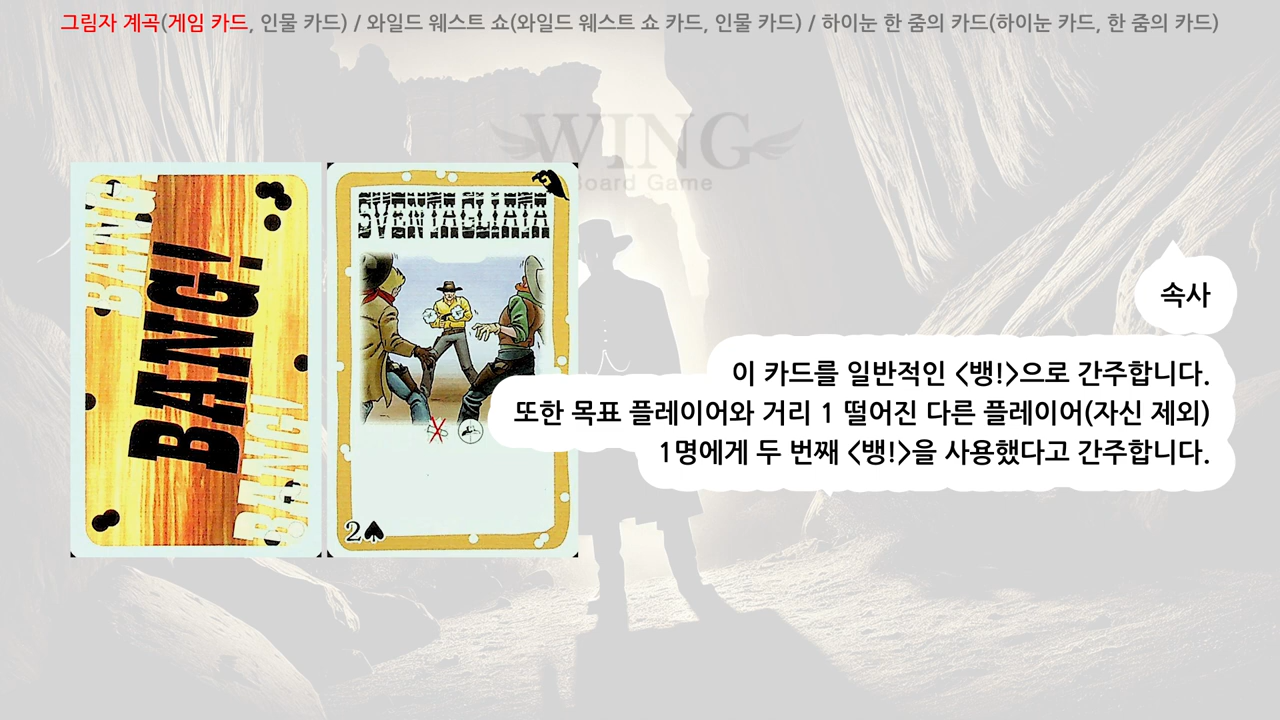 그림자 계곡(게임 카드, 인물 카드) / 와일드 웨스트 쇼(와일드 웨스트 쇼 카드, 인물 카드) / 하이눈 한 줌의 카드(하이눈 카드, 한 줌의 카드)
WING
Board Game
BANG!
BANG!
BANG!
SVENTAGLIATA
2♠
속사
이 카드를 일반적인 <뱅!>으로 간주합니다.
또한 목표 플레이어와 거리 1 떨어진 다른 플레이어(자신 제외)
1명에게 두 번째 <뱅!>을 사용했다고 간주합니다.